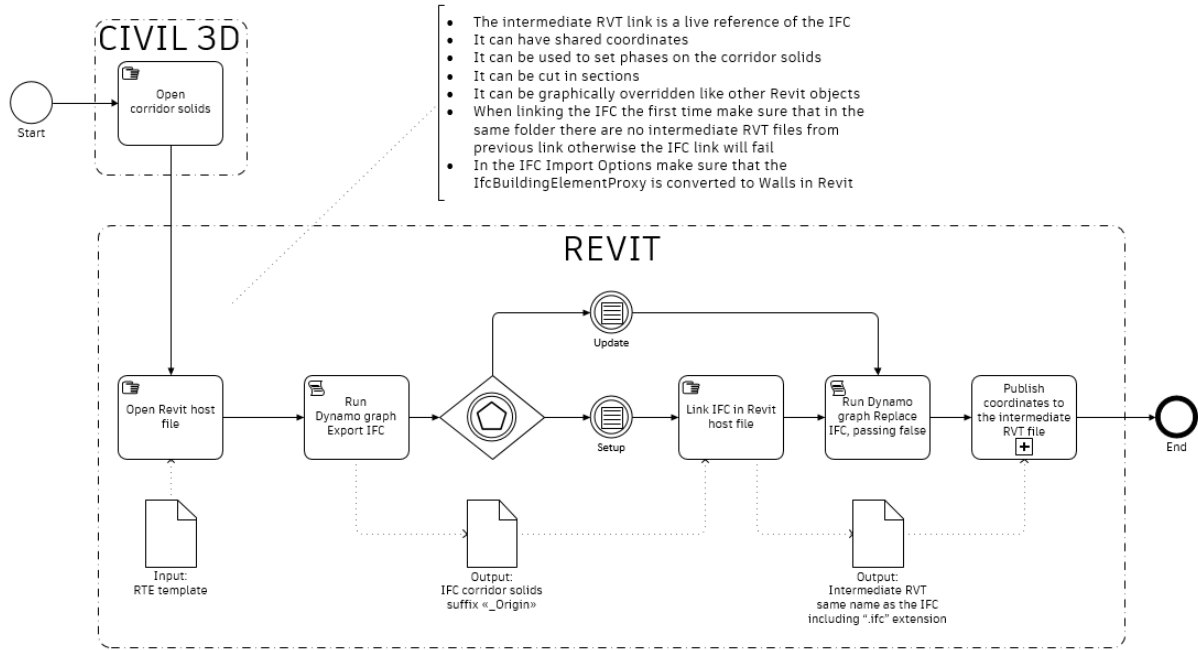 CIVIL 3D
Open
corridor solids
Start
• The intermediate RVT link is a live reference of the IFC
• It can have shared coordinates
• It can be used to set phases on the corridor solids
• It can be cut in sections
• It can be graphically overridden like other Revit objects
• When linking the IFC the first time make sure that in the
same folder there are no intermediate RVT files from
previous link otherwise the IFC link will fail
• In the IFC Import Options make sure that the
IfcBuildingElementProxy is converted to Walls in Revit
REVIT
Update
Open Revit host
file
Run
Dynamo graph
Export IFC
Setup
Link IFC in Revit
host file
Run Dynamo
graph Replace
IFC, passing false
Publish
coordinates to
the intermediate
RVT file
End
Input:
RTE template
Output:
IFC corridor solids
suffix «_Origin»
Output:
Intermediate RVT
same name as the IFC
including “.ifc” extension